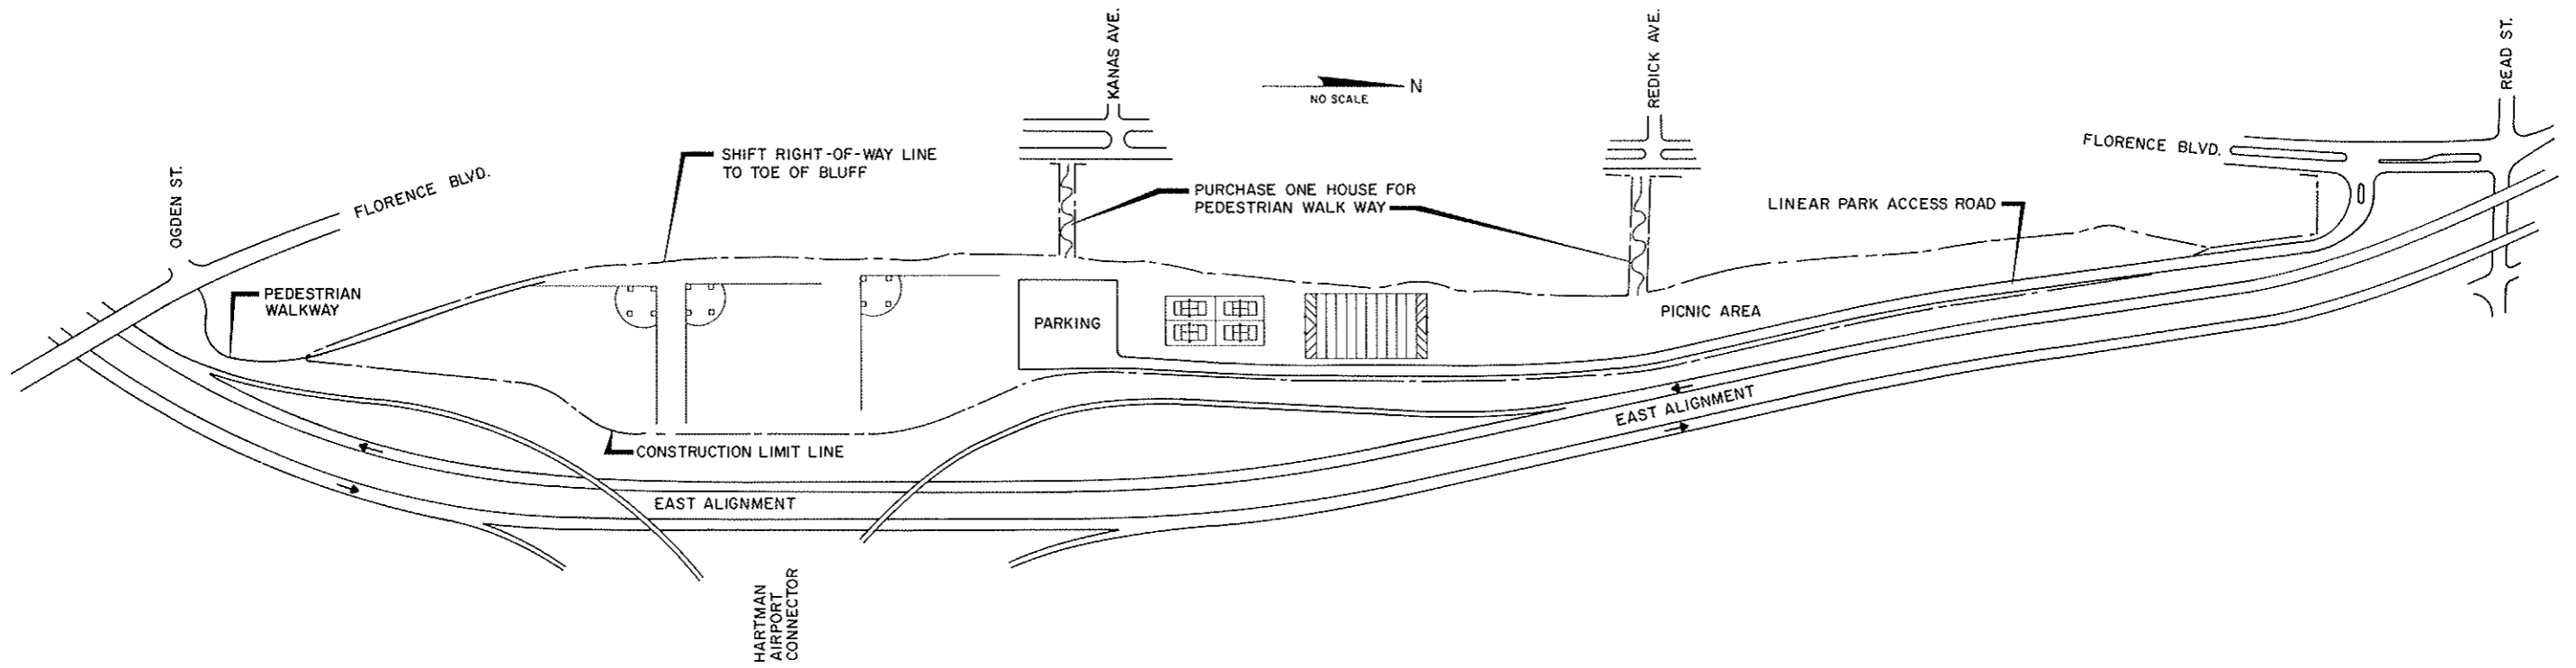 KANAS AVE.
REDICK AVE.
READ ST.
N
NO SCALE
OGDEN ST.
FLORENCE BLVD.
SHIFT RIGHT-OF-WAY LINE
TO TOE OF BLUFF
PURCHASE ONE HOUSE FOR
PEDESTRIAN WALK WAY
FLORENCE BLVD.
LINEAR PARK ACCESS ROAD
PEDESTRIAN
WALKWAY
PARKING
PICNIC AREA
EAST ALIGNMENT
CONSTRUCTION LIMIT LINE
EAST ALIGNMENT
HARTMAN
AIRPORT
CONNECTOR